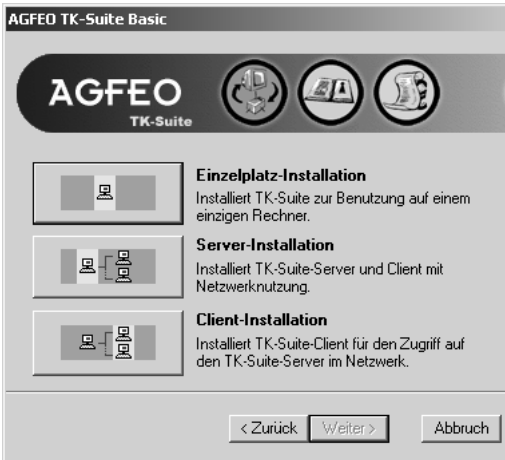 AGFEO TK-Suite Basic
AGFEO
TK-Suite
Einzelplatz-Installation
Installiert TK-Suite zur Benutzung auf einem
einzigen Rechner.
Server-Installation
Installiert TK-Suite-Server und Client mit
Netzwerknutzung.
Client-Installation
Installiert TK-Suite-Client für den Zugriff auf
den TK-Suite-Server im Netzwerk.
< Zurück Weiter > Abbruch